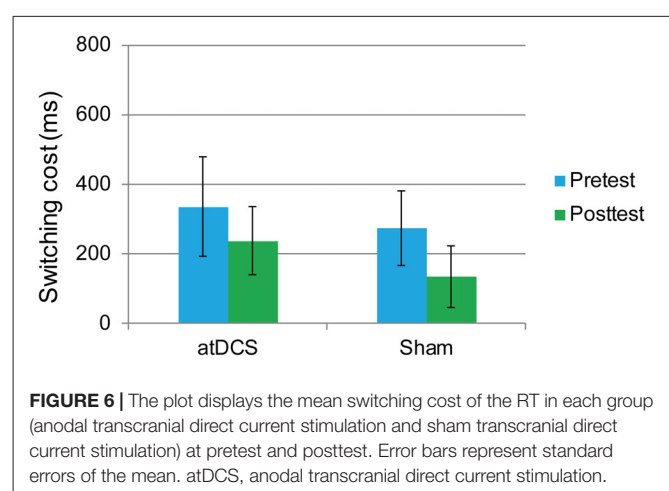 800
600
400
200
0
Switching cost (ms)
atDCS
Sham
Pretest
Posttest
FIGURE 6 | The plot displays the mean switching cost of the RT in each group
(anodal transcranial direct current stimulation and sham transcranial direct
current stimulation) at pretest and posttest. Error bars represent standard
errors of the mean. atDCS, anodal transcranial direct current stimulation.